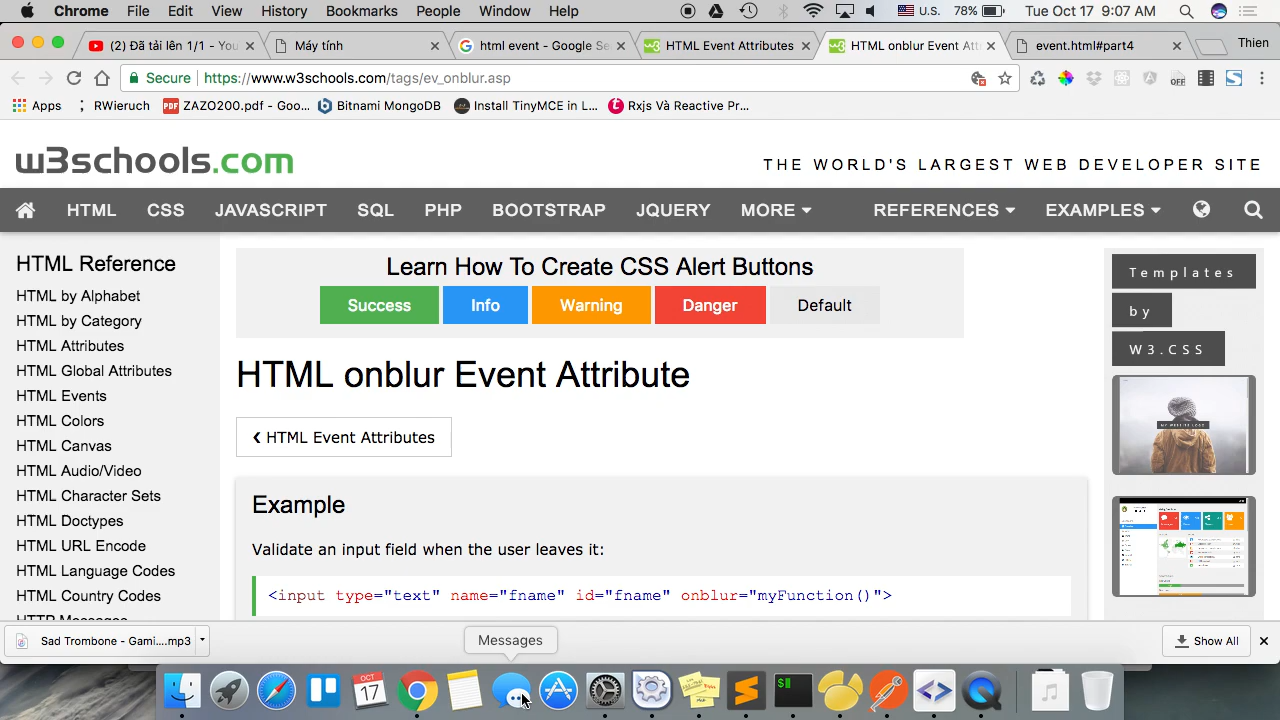 Chrome File Edit View History Bookmarks People Window Help U.S. 78% Tue Oct 17 9:07 AM
(2) Đã tải lên 1/1 - You Máy tính html event - Google Se HTML Event Attributes HTML onblur Event Att event.html#part4 Thien
Secure https://www.w3schools.com/tags/ev_onblur.asp
Apps RWieruch ZAZO200.pdf - Goo... Bitnami MongoDB Install TinyMCE in L... Rxjs Và Reactive Pr...
w3schools.com THE WORLD'S LARGEST WEB DEVELOPER SITE
HTML CSS JAVASCRIPT SQL PHP BOOTSTRAP JQUERY MORE REFERENCES EXAMPLES
HTML Reference
HTML by Alphabet
HTML by Category
HTML Attributes
HTML Global Attributes
HTML Events
HTML Colors
HTML Canvas
HTML Audio/Video
HTML Character Sets
HTML Doctypes
HTML URL Encode
HTML Language Codes
HTML Country Codes
HTTP Messages
Learn How To Create CSS Alert Buttons
Success Info Warning Danger Default
HTML onblur Event Attribute
❮ HTML Event Attributes
Example
Validate an input field when the user leaves it:
<input type="text" name="fname" id="fname" onblur="myFunction()">
Templates
by
W3.CSS
MY WEBSITE LOGO
Sad Trombone - Gami....mp3 Show All
Messages
OCT
17